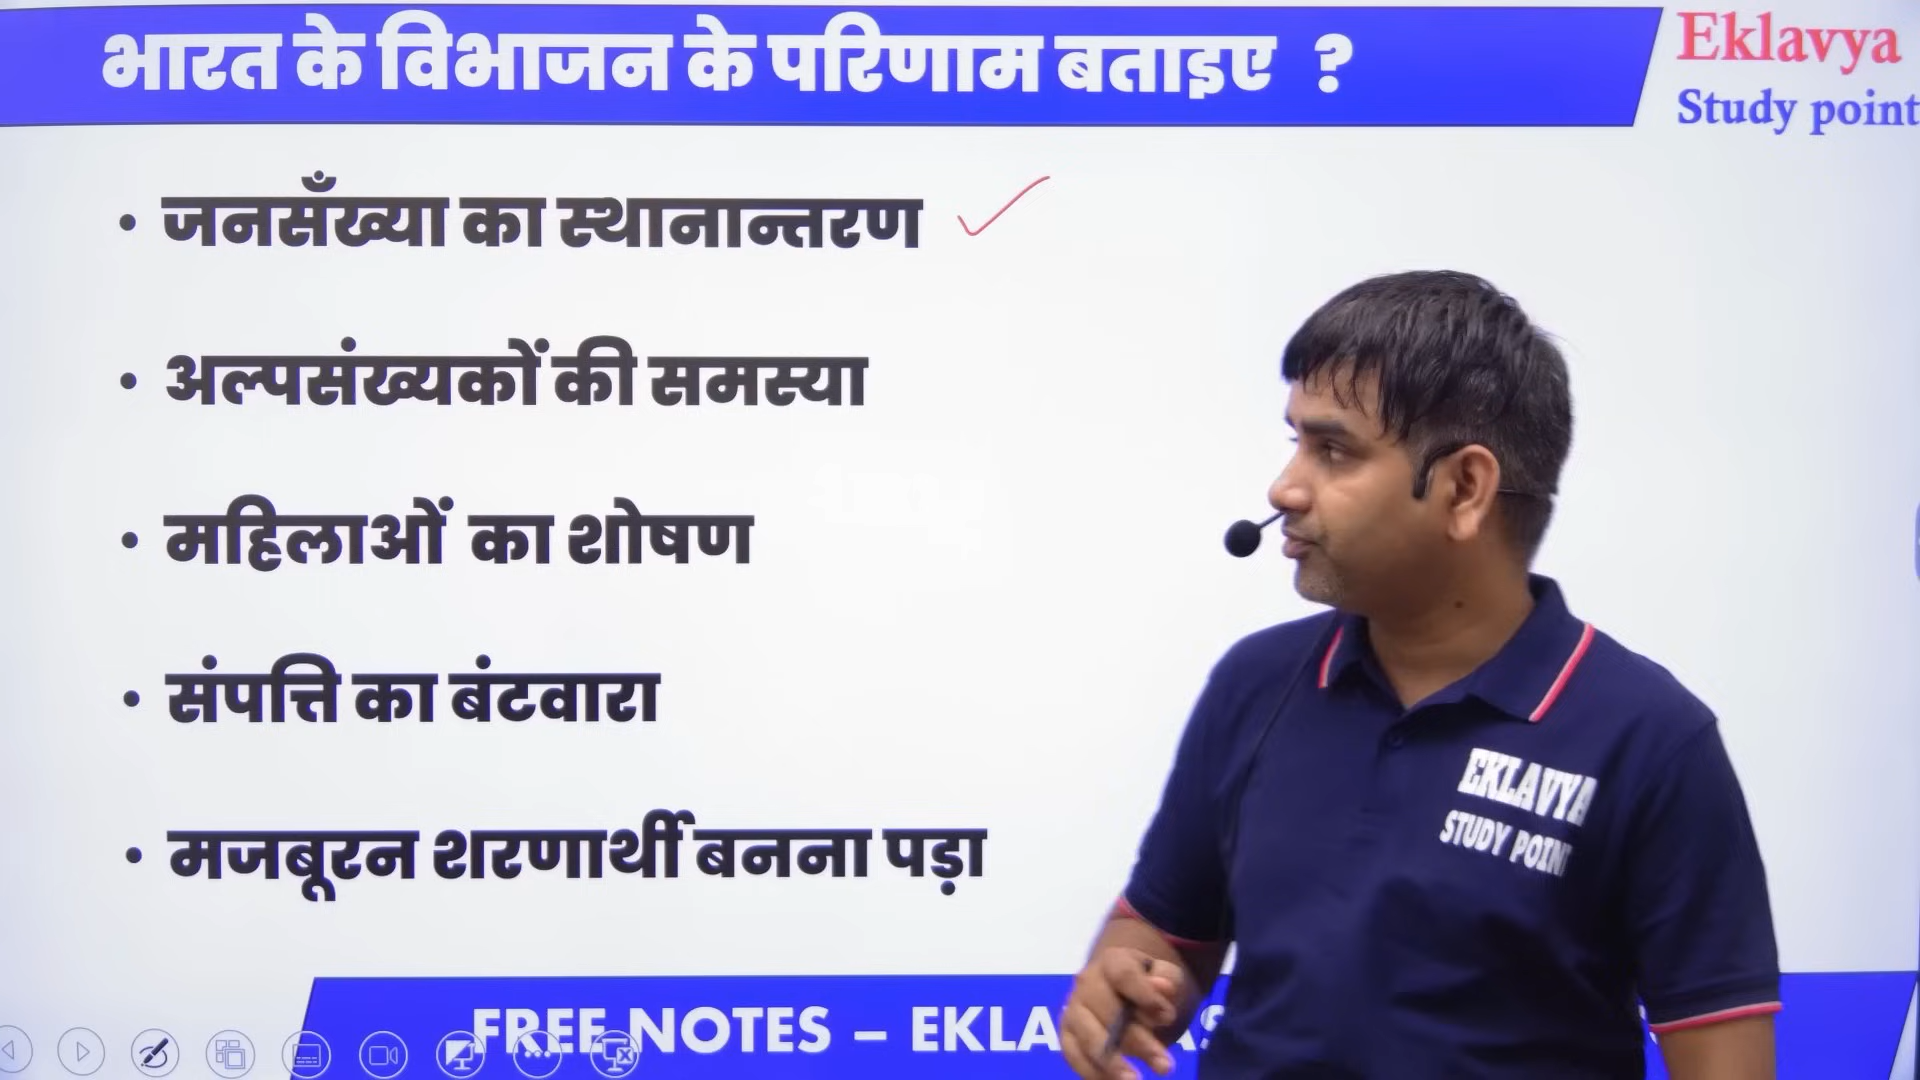 भारत के विभाजन के परिणाम बताइए ?
Eklavya
Study point
• जनसँख्या का स्थानान्तरण
• अल्पसंख्यकों की समस्या
• महिलाओं का शोषण
• संपत्ति का बंटवारा
• मजबूरन शरणार्थी बनना पड़ा
EKLAVYA
STUDY POINT
FREE NOTES –